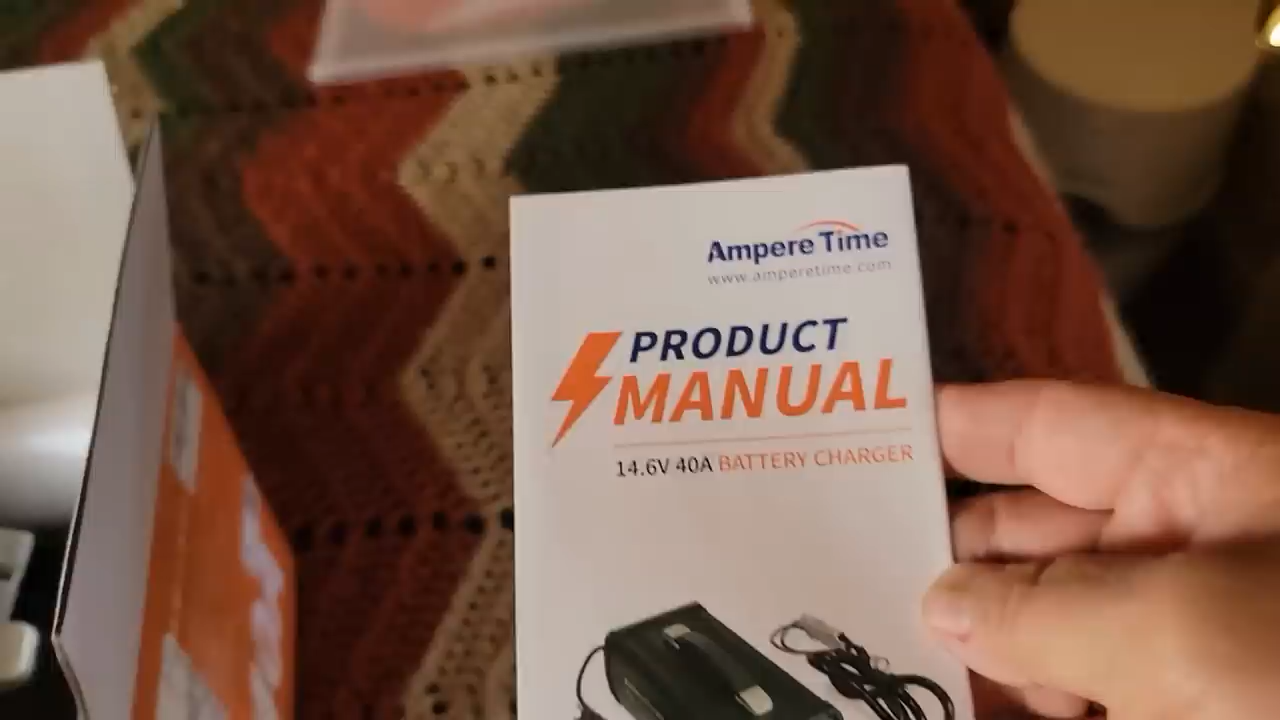 Ampere Time
www.amperetime.com
PRODUCT
MANUAL
14.6V 40A BATTERY CHARGER